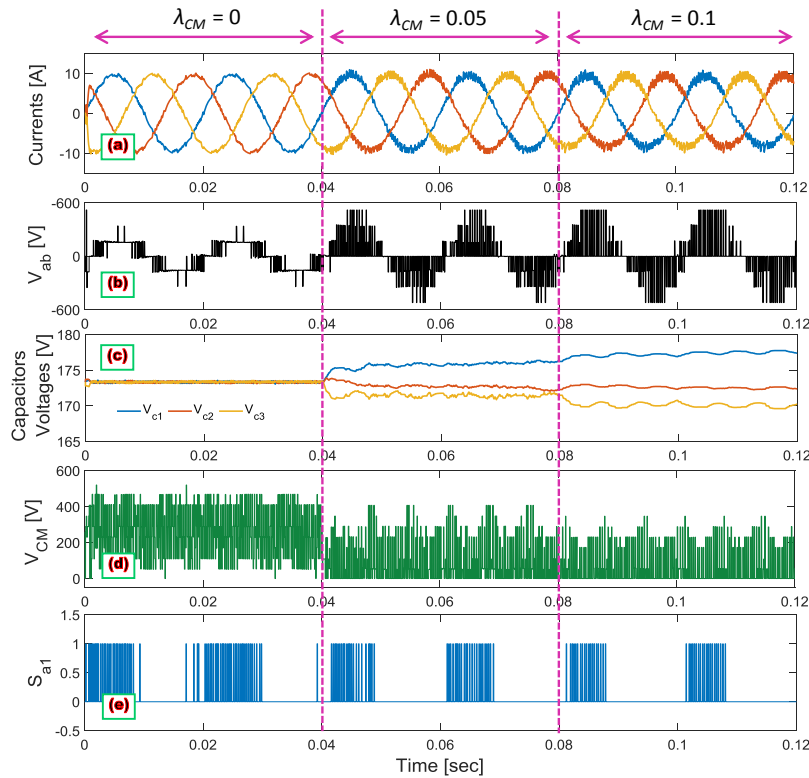 λCM = 0 λCM = 0.05 λCM = 0.1
Currents [A]
10
0
-10
(a)
0 0.02 0.04 0.06 0.08 0.1 0.12
Vab [V]
-600
0
-600
(b)
0 0.02 0.04 0.06 0.08 0.1 0.12
Capacitors
Voltages [V]
180
175
170
165
(c)
Vc1 Vc2 Vc3
0 0.02 0.04 0.06 0.08 0.1 0.12
VCM [V]
600
400
200
0
(d)
0 0.02 0.04 0.06 0.08 0.1 0.12
Sa1
1.5
1
0.5
0
-0.5
(e)
0 0.02 0.04 0.06 0.08 0.1 0.12
Time [sec]